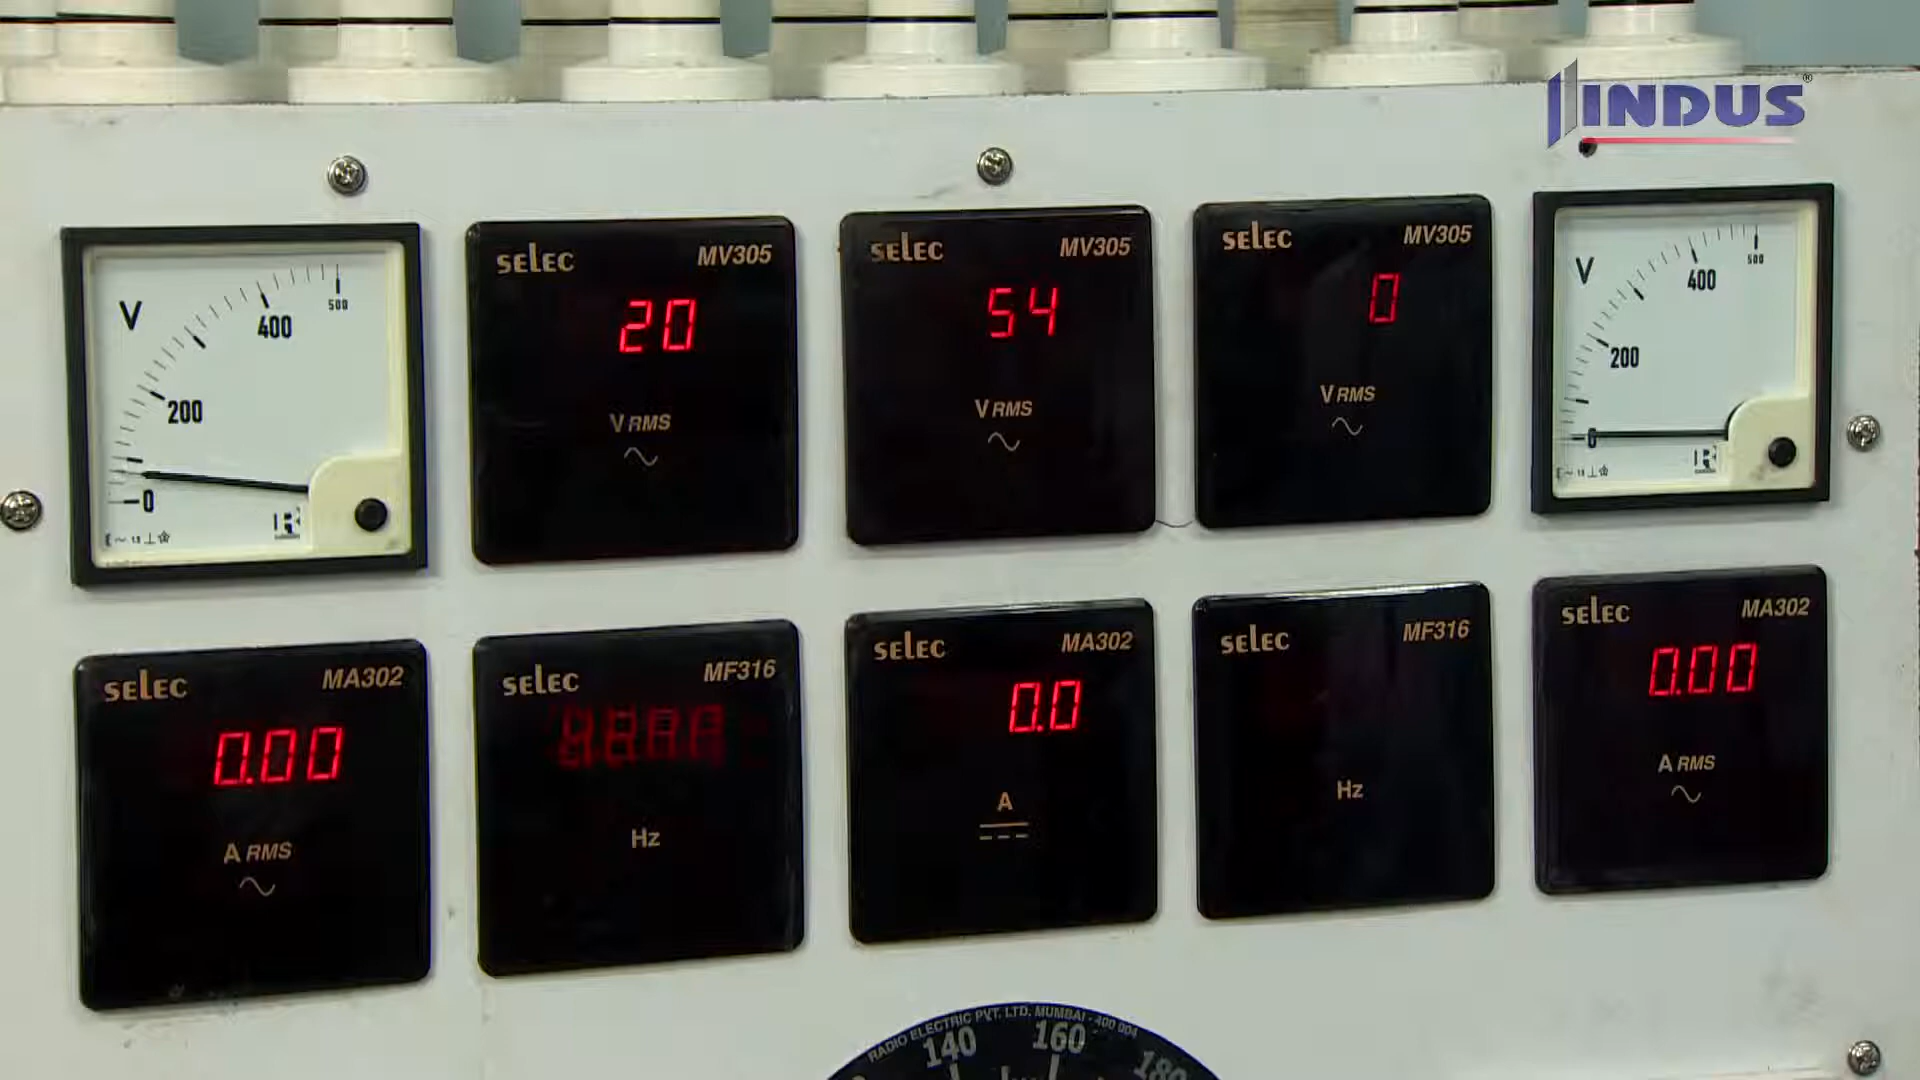 INDUS®
V
500
400
200
0
SELEC MV305
20
V RMS
SELEC MV305
54
V RMS
SELEC MV305
0
V RMS
V
500
400
200
0
SELEC MA302
0.00
A RMS
SELEC MF316
Hz
SELEC MA302
0.0
A
SELEC MF316
Hz
SELEC MA302
0.00
A RMS
RADIO ELECTRIC PVT. LTD. MUMBAI - 400 004
140 160 180